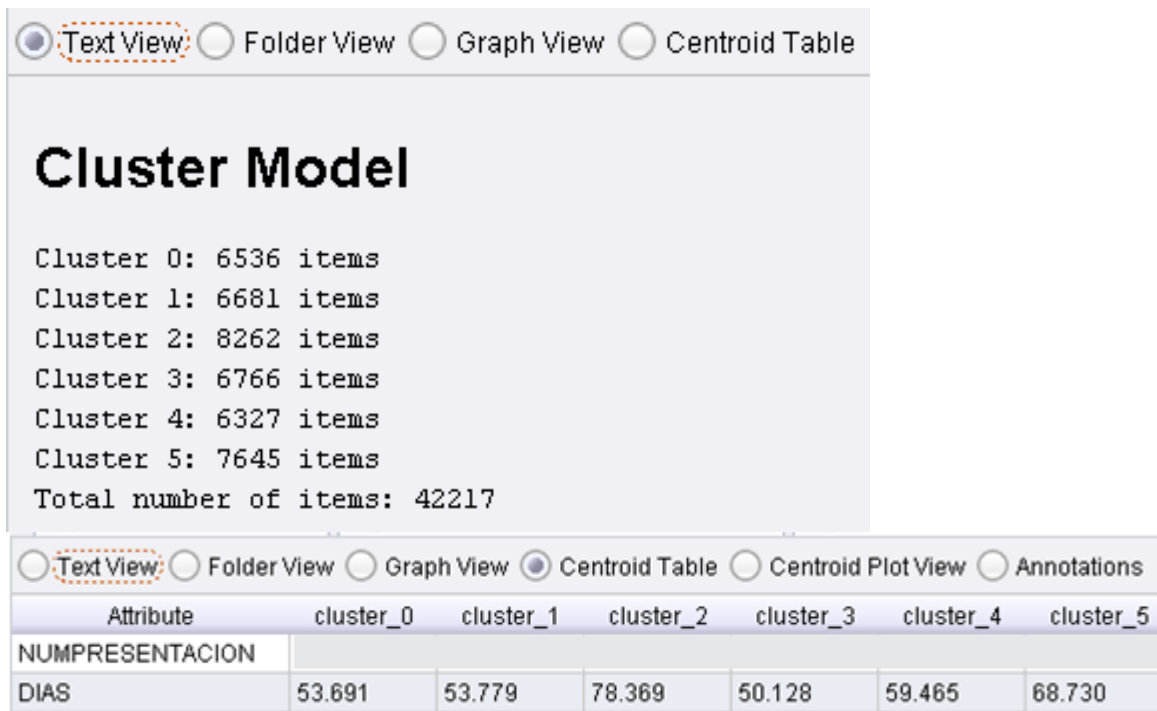 Text View Folder View Graph View Centroid Table
Cluster Model
Cluster 0: 6536 items
Cluster 1: 6681 items
Cluster 2: 8262 items
Cluster 3: 6766 items
Cluster 4: 6327 items
Cluster 5: 7645 items
Total number of items: 42217
Text View Folder View Graph View Centroid Table Centroid Plot View Annotations
Attribute cluster_0 cluster_1 cluster_2 cluster_3 cluster_4 cluster_5
NUMPRESENTACION
DIAS 53.691 53.779 78.369 50.128 59.465 68.730